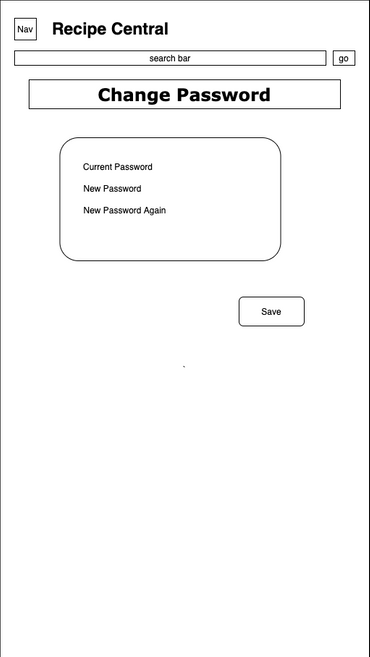 Nav
Recipe Central
search bar
go
Change Password
Current Password
New Password
New Password Again
Save